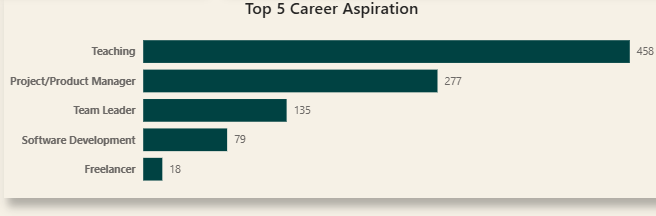 Top 5 Career Aspiration
Teaching 458
Project/Product Manager 277
Team Leader 135
Software Development 79
Freelancer 18